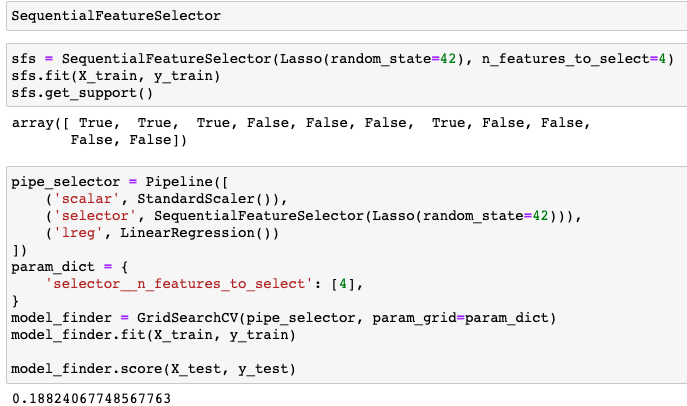 SequentialFeatureSelector
sfs = SequentialFeatureSelector(Lasso(random_state=42), n_features_to_select=4)
sfs.fit(X_train, y_train)
sfs.get_support()
array([ True,  True,  True, False, False, False,  True, False, False,
       False, False])
pipe_selector = Pipeline([
    ('scalar', StandardScaler()),
    ('selector', SequentialFeatureSelector(Lasso(random_state=42))),
    ('lreg', LinearRegression())
])
param_dict = {
    'selector__n_features_to_select': [4],
}
model_finder = GridSearchCV(pipe_selector, param_grid=param_dict)
model_finder.fit(X_train, y_train)
model_finder.score(X_test, y_test)
0.18824067748567763